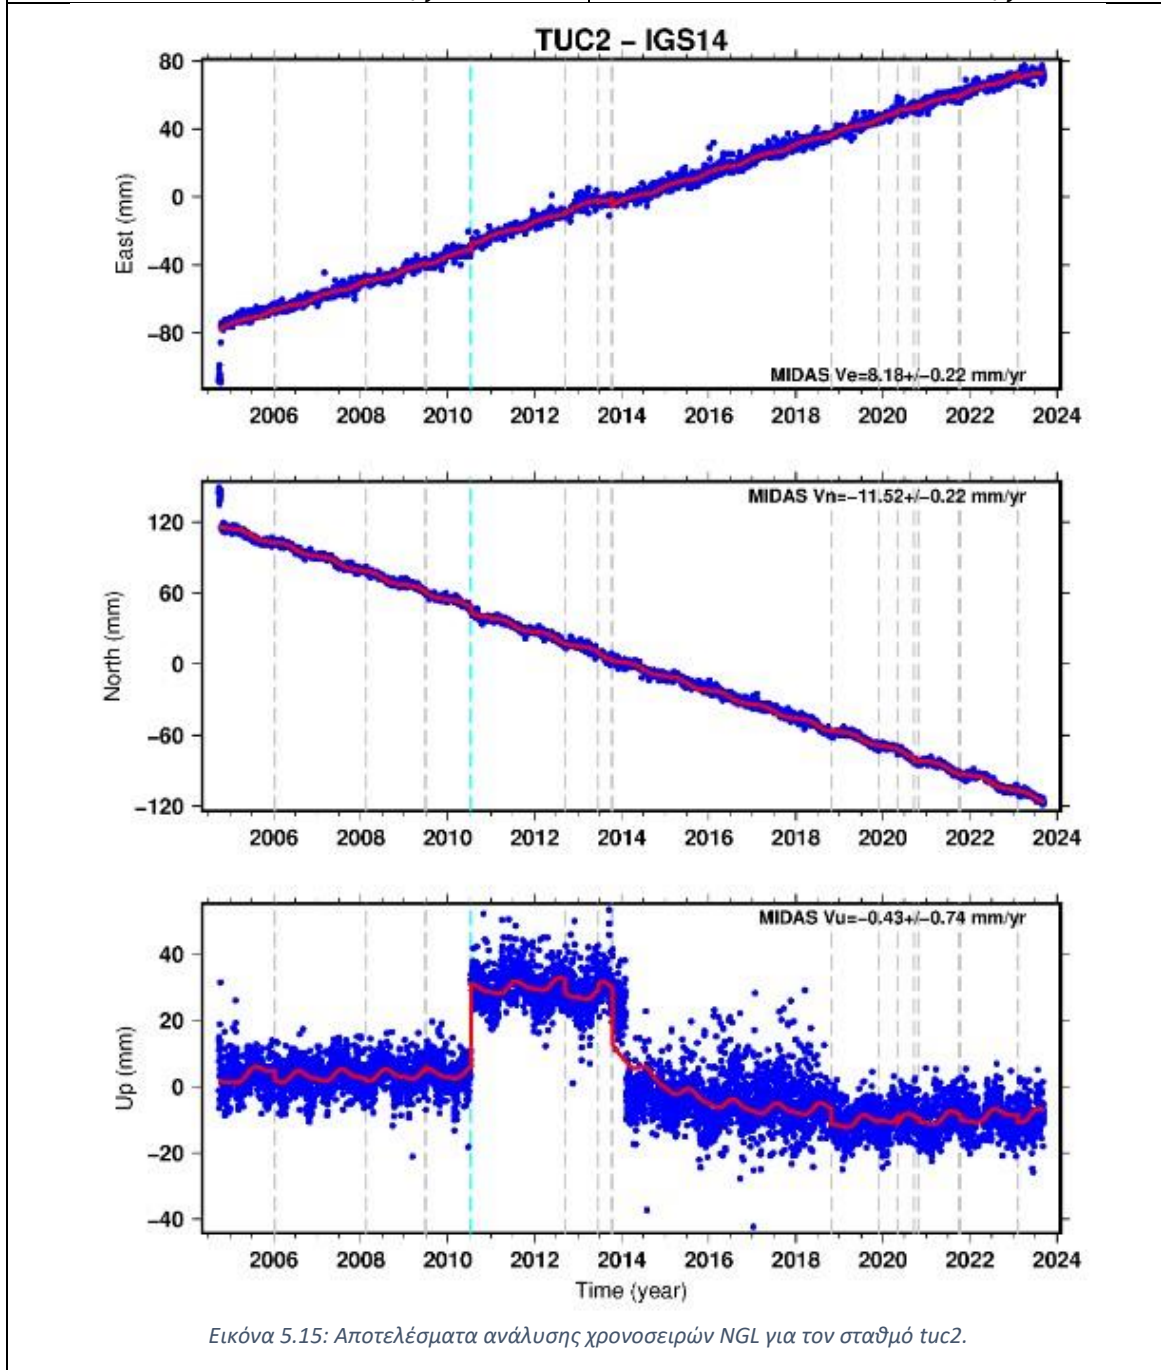 TUC2 – IGS14
80
40
0
−40
−80
East (mm)
MIDAS Ve=8.18+/−0.22 mm/yr
2006 2008 2010 2012 2014 2016 2018 2020 2022 2024
MIDAS Vn=−11.52+/−0.22 mm/yr
120
60
0
−60
−120
North (mm)
2006 2008 2010 2012 2014 2016 2018 2020 2022 2024
MIDAS Vu=−0.43+/−0.74 mm/yr
40
20
0
−20
−40
Up (mm)
2006 2008 2010 2012 2014 2016 2018 2020 2022 2024
Time (year)
Εικόνα 5.15: Αποτελέσματα ανάλυσης χρονοσειρών NGL για τον σταθμό tuc2.